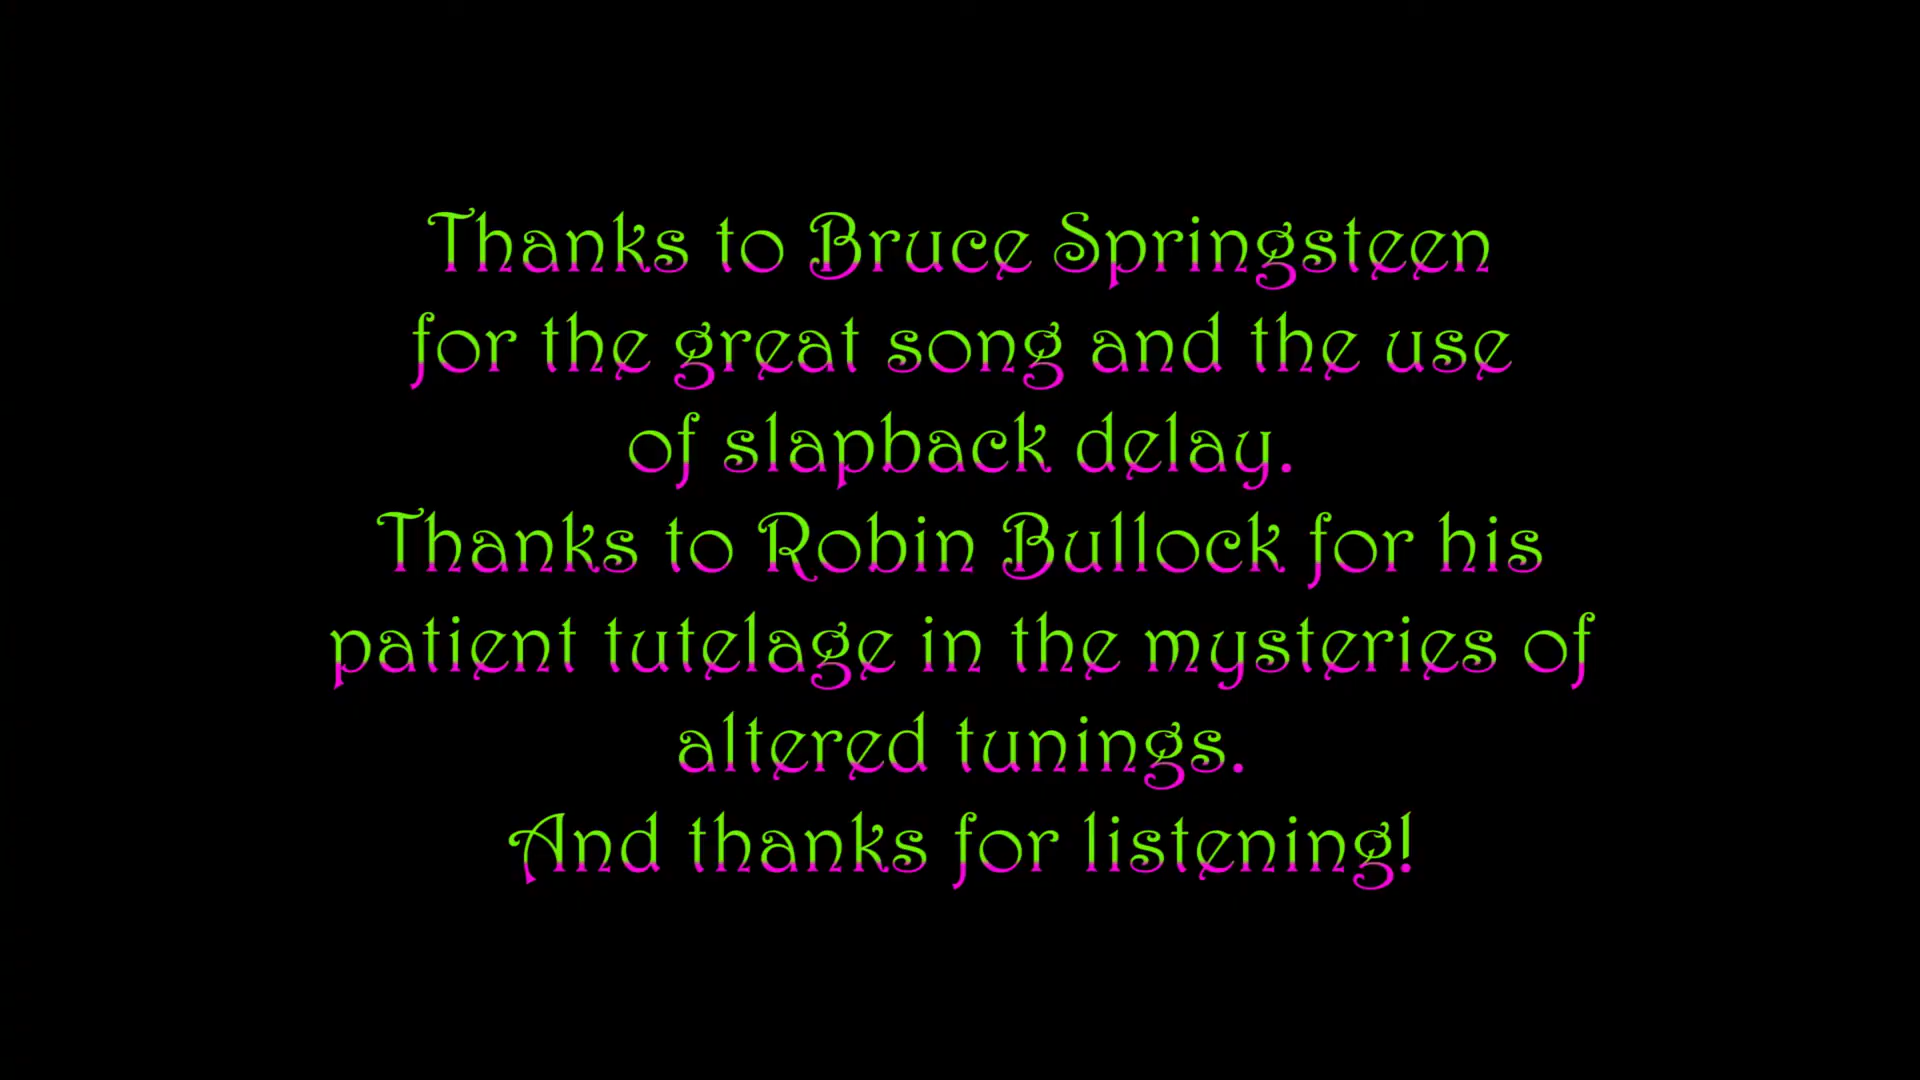 Thanks to Bruce Springsteen
for the great song and the use
of slapback delay.
Thanks to Robin Bullock for his
patient tutelage in the mysteries of
altered tunings.
And thanks for listening!